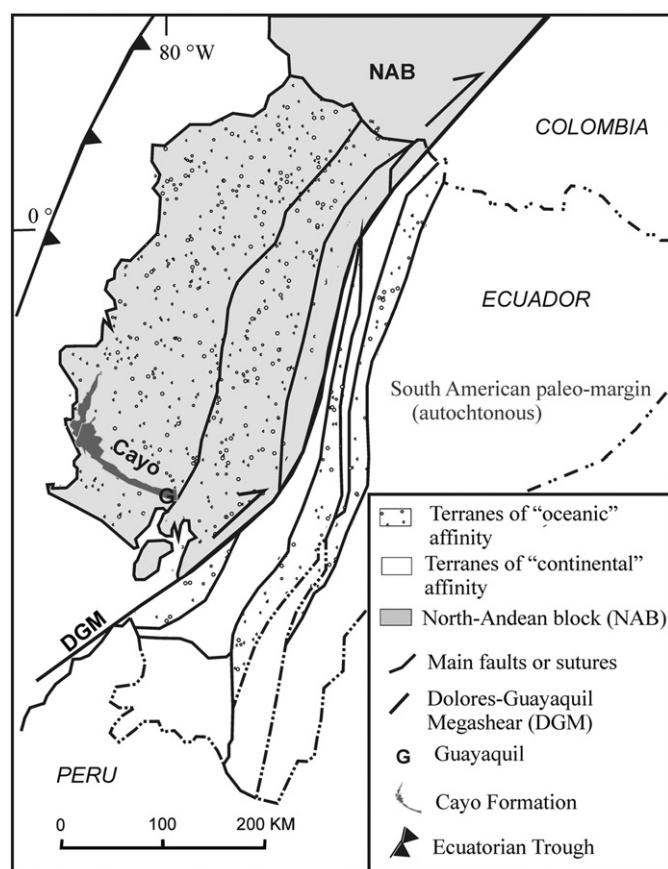 80 °W
NAB
COLOMBIA
0 °
ECUADOR
South American paleo-margin
(autochtonous)
Cayo
G
DGM
PERU
0 100 200 KM
Terranes of “oceanic”
affinity
Terranes of “continental”
affinity
North-Andean block (NAB)
Main faults or sutures
Dolores-Guayaquil
Megashear (DGM)
G Guayaquil
Cayo Formation
Ecuatorian Trough